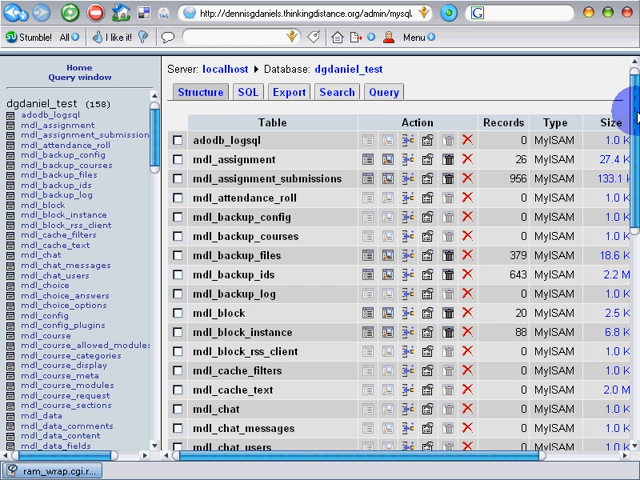 http://dennisgdaniels.thinkingdistance.org/admin/mysql.
Stumble! All I like it! Menu
Home
Query window
dgdaniel_test (158)
adodb_logsql
mdl_assignment
mdl_assignment_submission
mdl_attendance_roll
mdl_backup_config
mdl_backup_courses
mdl_backup_files
mdl_backup_ids
mdl_backup_log
mdl_block
mdl_block_instance
mdl_block_rss_client
mdl_cache_filters
mdl_cache_text
mdl_chat
mdl_chat_messages
mdl_chat_users
mdl_choice
mdl_choice_answers
mdl_choice_options
mdl_config
mdl_config_plugins
mdl_course
mdl_course_allowed_modules
mdl_course_categories
mdl_course_display
mdl_course_meta
mdl_course_modules
mdl_course_request
mdl_course_sections
mdl_data
mdl_data_comments
mdl_data_content
mdl_data_fields
Server: localhost Database: dgdaniel_test
Structure SQL Export Search Query
Table Action Records Type Size
adodb_logsql 0 MyISAM 1.0 K
mdl_assignment 26 MyISAM 27.4 K
mdl_assignment_submissions 956 MyISAM 133.1 K
mdl_attendance_roll 0 MyISAM 1.0 K
mdl_backup_config 0 MyISAM 1.0 K
mdl_backup_courses 0 MyISAM 1.0 K
mdl_backup_files 379 MyISAM 18.6 K
mdl_backup_ids 643 MyISAM 2.2 M
mdl_backup_log 0 MyISAM 1.0 K
mdl_block 20 MyISAM 2.5 K
mdl_block_instance 88 MyISAM 6.8 K
mdl_block_rss_client 0 MyISAM 1.0 K
mdl_cache_filters 0 MyISAM 1.0 K
mdl_cache_text 0 MyISAM 2.0 M
mdl_chat 0 MyISAM 1.0 K
mdl_chat_messages 0 MyISAM 1.0 K
mdl_chat_users 0 MyISAM 1.0 K
ram_wrap.cgi.r...